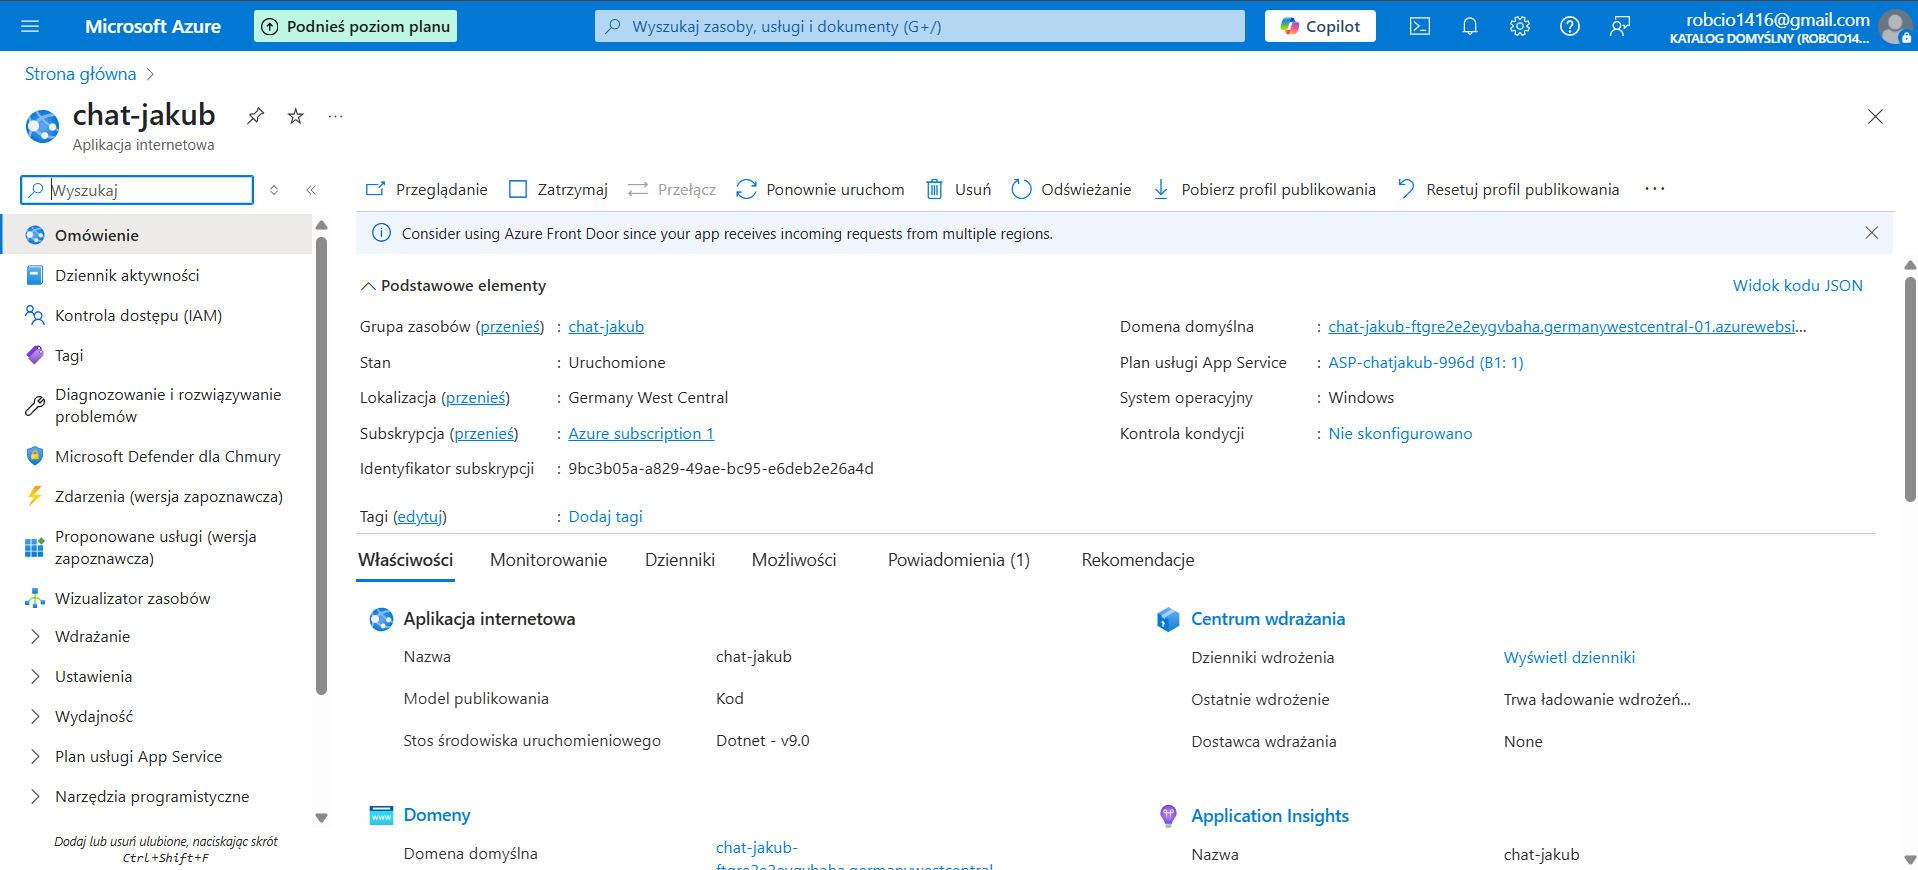 Microsoft Azure
Podnieś poziom planu
Wyszukaj zasoby, usługi i dokumenty (G+/)
Copilot
robcio1416@gmail.com
KATALOG DOMYŚLNY (ROBCIO14...
Strona główna
chat-jakub
Aplikacja internetowa
Wyszukaj
Omówienie
Dziennik aktywności
Kontrola dostępu (IAM)
Tagi
Diagnozowanie i rozwiązywanie
problemów
Microsoft Defender dla Chmury
Zdarzenia (wersja zapoznawcza)
Proponowane usługi (wersja
zapoznawcza)
Wizualizator zasobów
Wdrażanie
Ustawienia
Wydajność
Plan usługi App Service
Narzędzia programistyczne
Dodaj lub usuń ulubione, naciskając skrót
Ctrl+Shift+F
Przeglądanie
Zatrzymaj
Przełącz
Ponownie uruchom
Usuń
Odświeżanie
Pobierz profil publikowania
Resetuj profil publikowania
Consider using Azure Front Door since your app receives incoming requests from multiple regions.
Podstawowe elementy
Widok kodu JSON
Grupa zasobów (przenieś) : chat-jakub
Stan : Uruchomione
Lokalizacja (przenieś) : Germany West Central
Subskrypcja (przenieś) : Azure subscription 1
Identyfikator subskrypcji : 9bc3b05a-a829-49ae-bc95-e6deb2e26a4d
Domena domyślna : chat-jakub-ftgre2e2eygvbaha.germanywestcentral-01.azurewebsi...
Plan usługi App Service : ASP-chatjakub-996d (B1: 1)
System operacyjny : Windows
Kontrola kondycji : Nie skonfigurowano
Tagi (edytuj) : Dodaj tagi
Właściwości
Monitorowanie
Dzienniki
Możliwości
Powiadomienia (1)
Rekomendacje
Aplikacja internetowa
Nazwa chat-jakub
Model publikowania Kod
Stos środowiska uruchomieniowego Dotnet - v9.0
Centrum wdrażania
Dzienniki wdrożenia Wyświetl dzienniki
Ostatnie wdrożenie Trwa ładowanie wdrożeń...
Dostawca wdrażania None
Domeny
Domena domyślna chat-jakub-
ftgre2e2eygvbaha.germanywestcentral
Application Insights
Nazwa chat-jakub